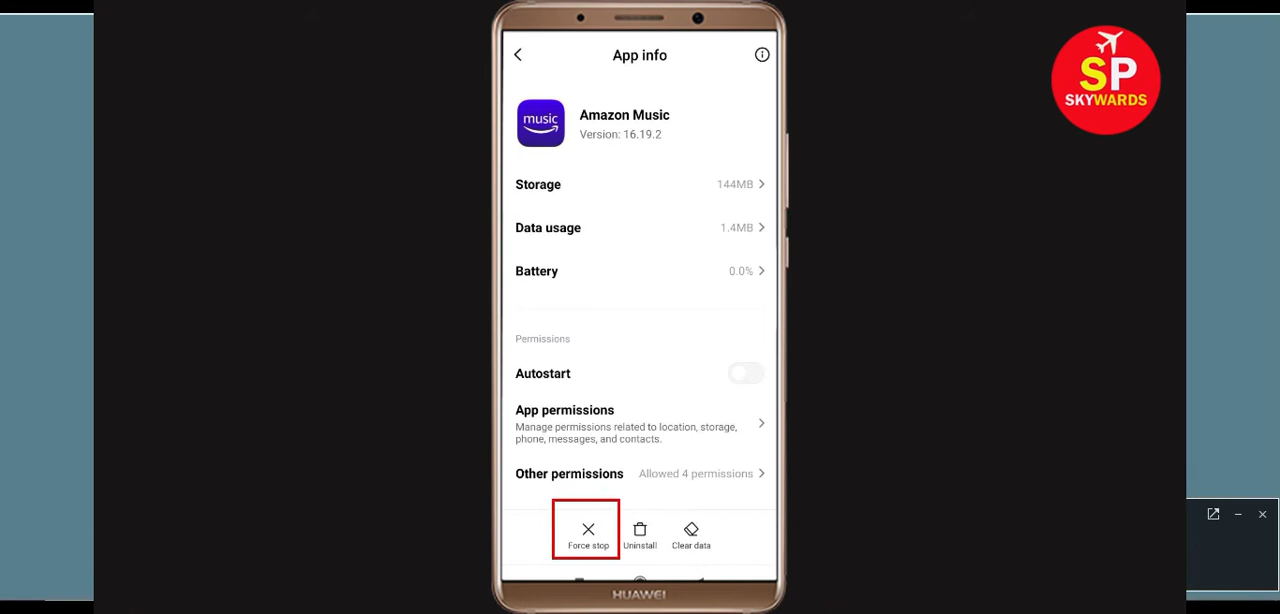 App info
SP
SKYWARDS
music
Amazon Music
Version: 16.19.2
Storage 144MB
Data usage 1.4MB
Battery 0.0%
Permissions
Autostart
App permissions
Manage permissions related to location, storage,
phone, messages, and contacts.
Other permissions Allowed 4 permissions
Force stop Uninstall Clear data
HUAWEI